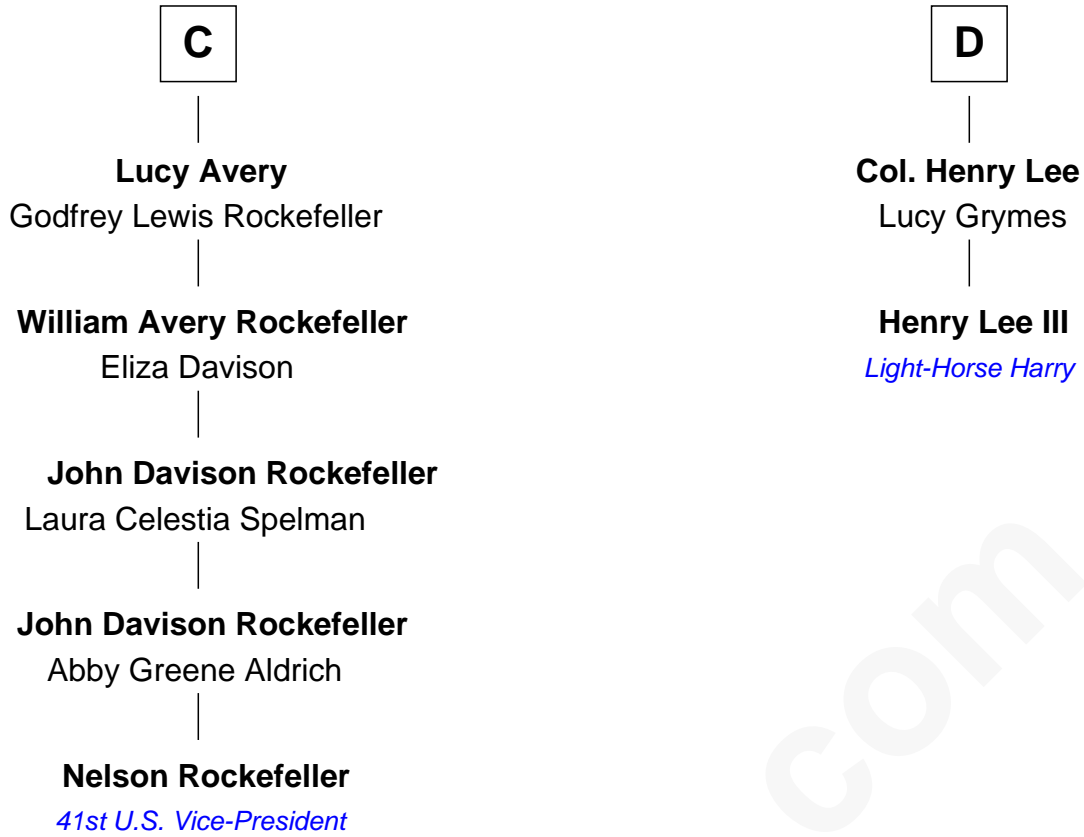 C
Lucy Avery
Godfrey Lewis Rockefeller
William Avery Rockefeller
Eliza Davison
John Davison Rockefeller
Laura Celestia Spelman
John Davison Rockefeller
Abby Greene Aldrich
Nelson Rockefeller
41st U.S. Vice-President
D
Col. Henry Lee
Lucy Grymes
Henry Lee III
Light-Horse Harry
com